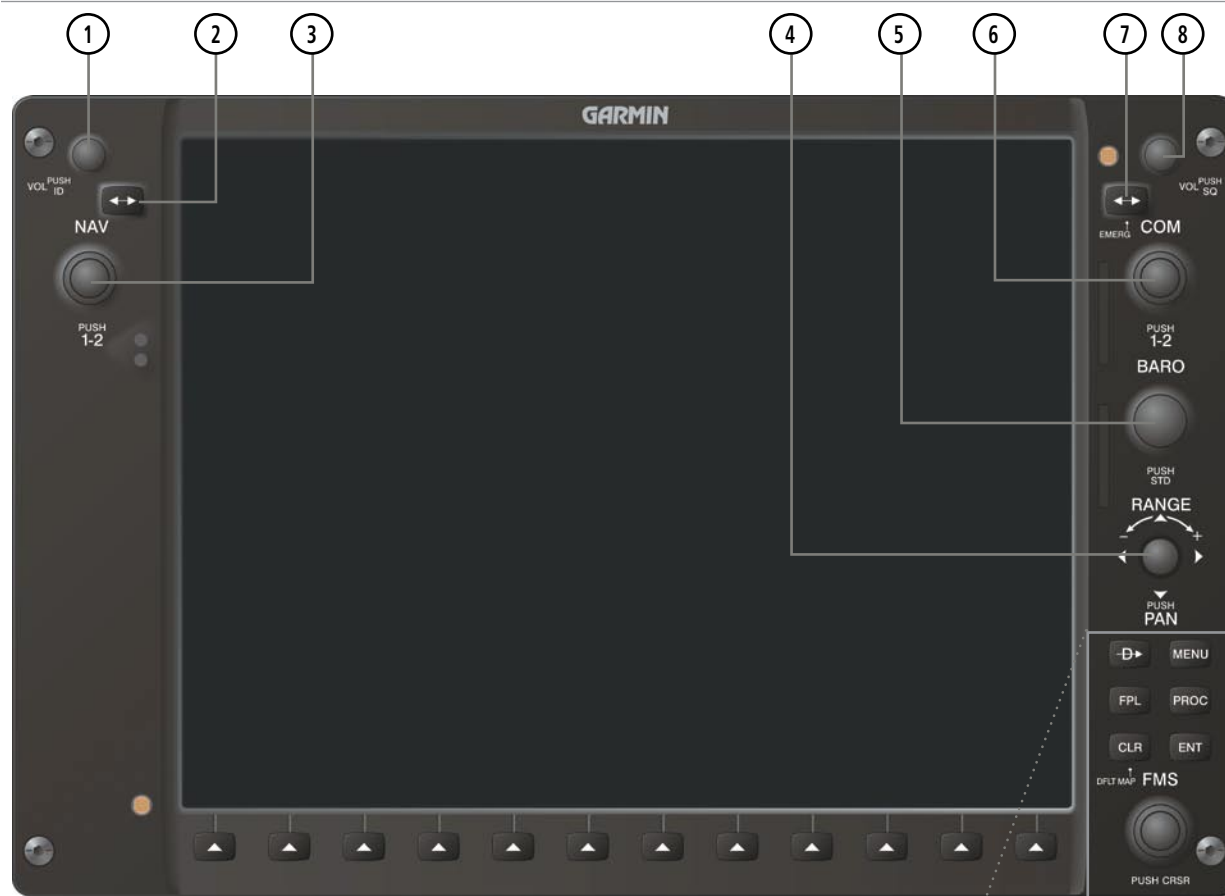 1 2 3 4 5 6 7 8
GARMIN
VOL PUSH ID
NAV
PUSH
1-2
VOL PUSH SQ
EMERG
COM
PUSH
1-2
BARO
PUSH
STD
RANGE
- +
PUSH
PAN
D MENU
FPL PROC
CLR ENT
DFLT MAP FMS
PUSH CRSR